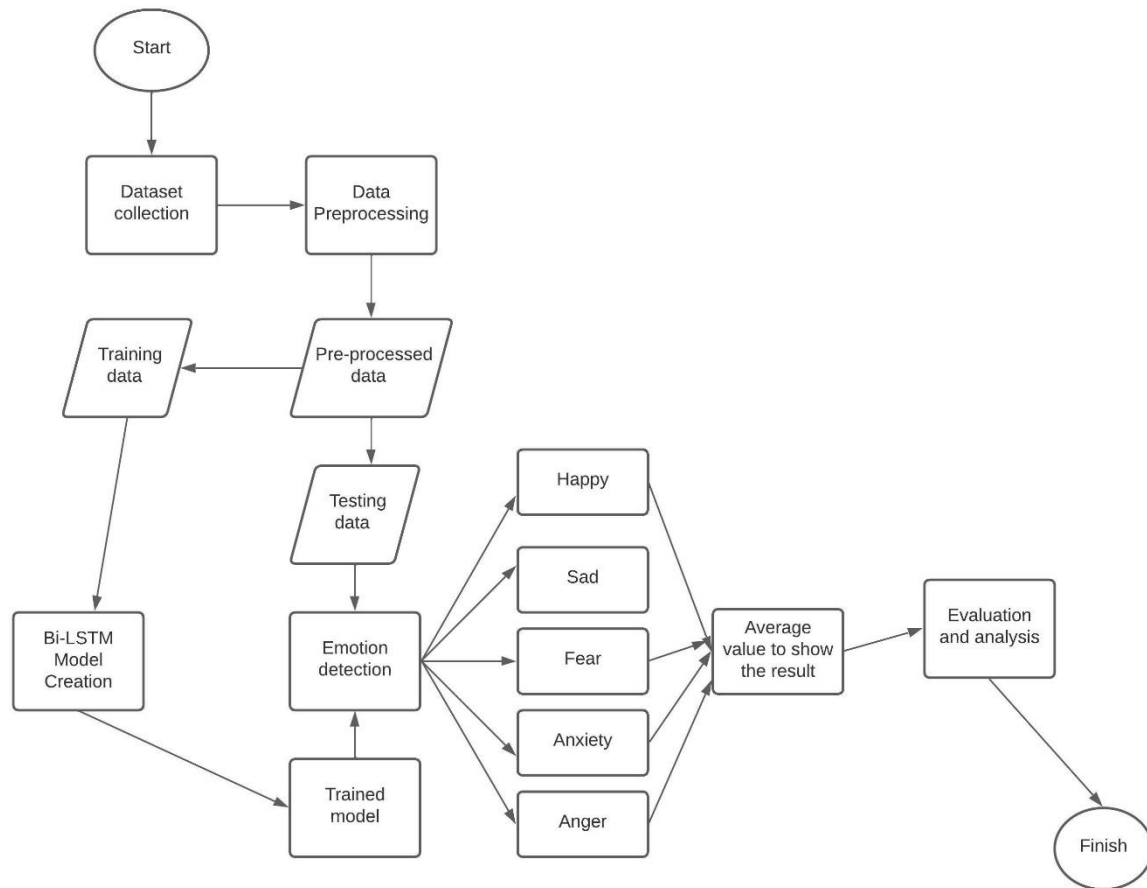 Start
Dataset
collection
Data
Preprocessing
Training
data
Pre-processed
data
Testing
data
Happy
Sad
Fear
Anxiety
Anger
Bi-LSTM
Model
Creation
Emotion
detection
Trained
model
Average
value to show
the result
Evaluation
and analysis
Finish